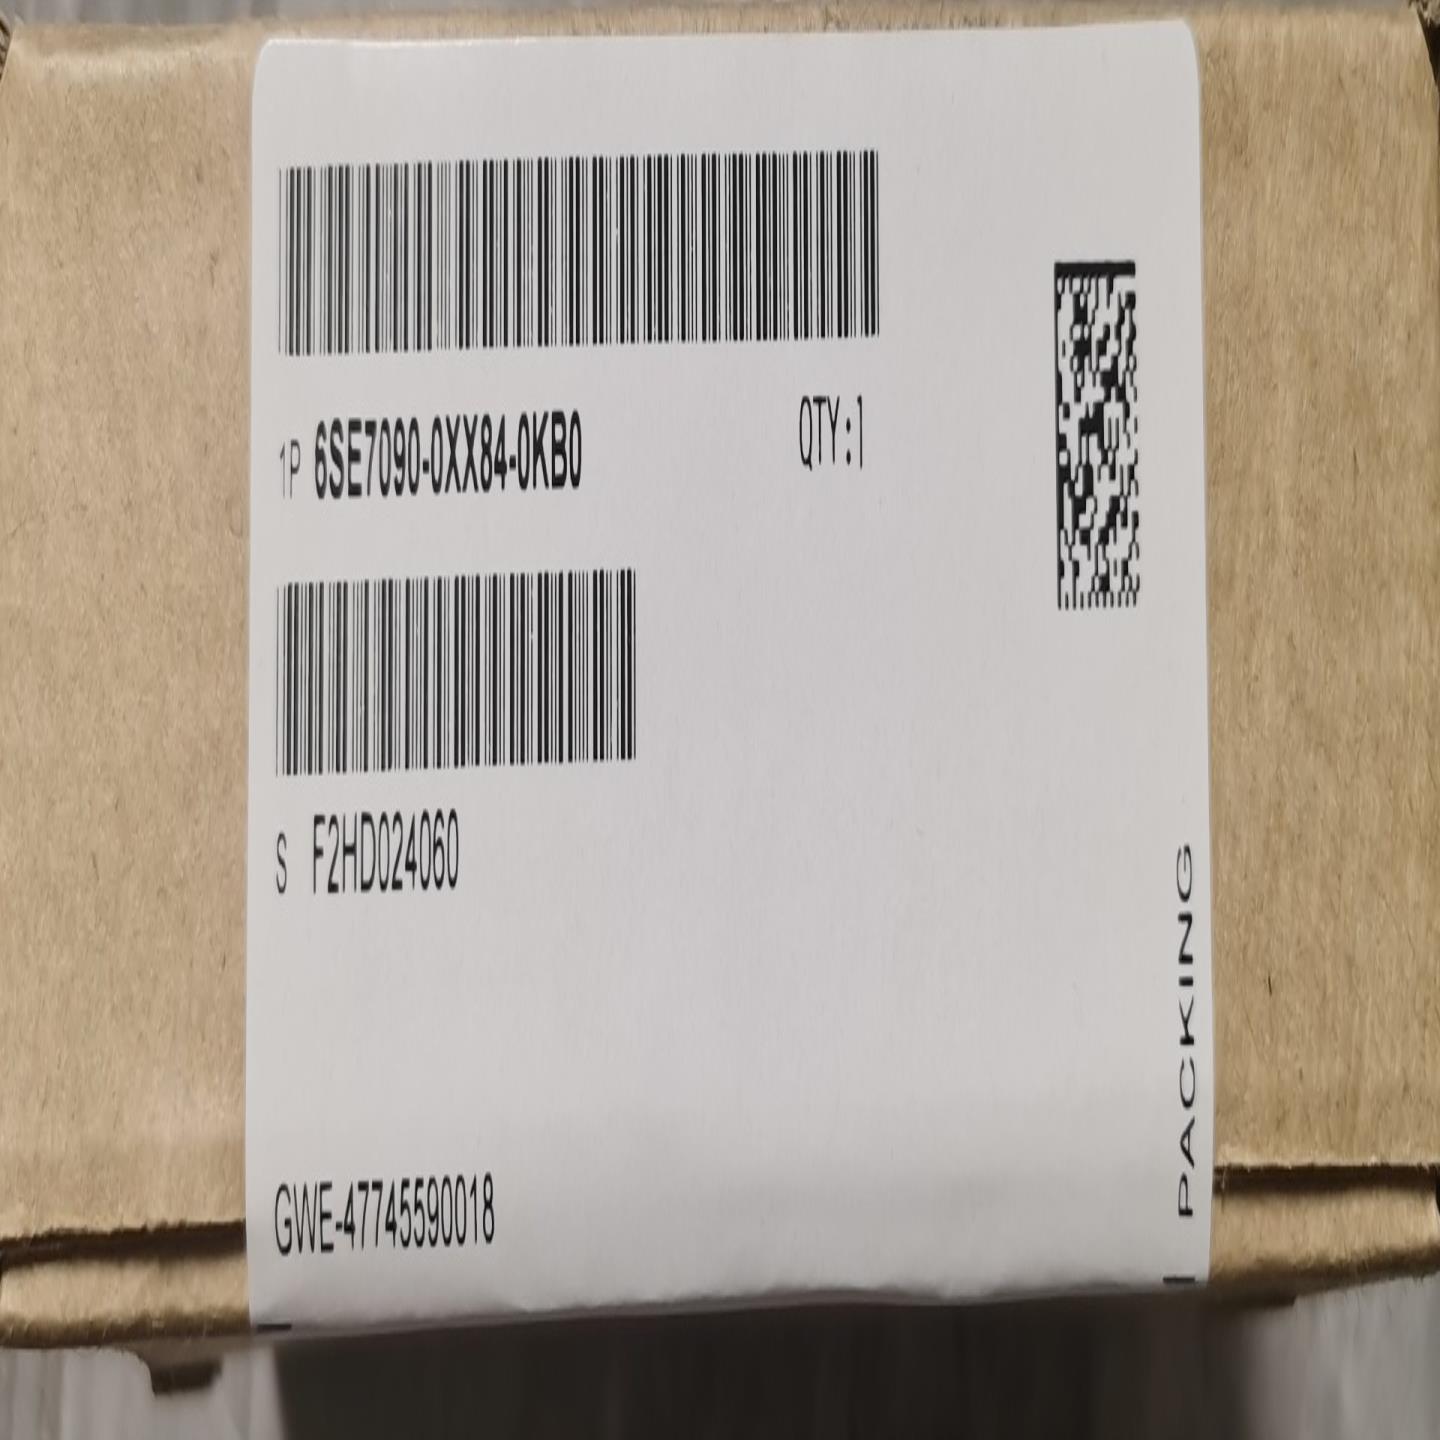 1P 6SE7090-0XX84-0KB0 QTY:1
S F2HD024060
GWE-47745590018
PACKING